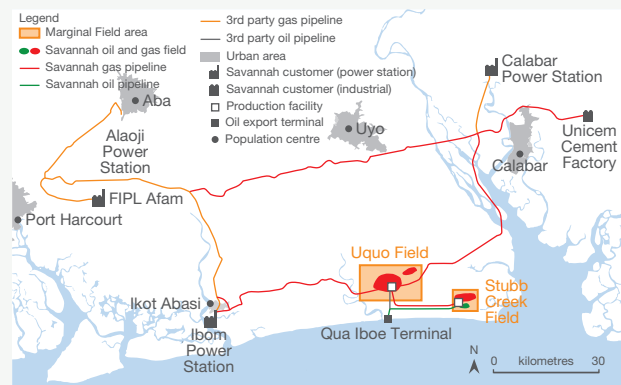 Legend
Marginal Field area
Savannah oil and gas field
Savannah gas pipeline
Savannah oil pipeline
3rd party gas pipeline
3rd party oil pipeline
Urban area
Savannah customer (power station)
Savannah customer (industrial)
Production facility
Oil export terminal
Population centre
Calabar
Power Station
Aba
Alaoji
Power
Station
Uyo
Unicem
Cement
Factory
Calabar
FIPL Afam
Port Harcourt
Uquo Field
Stubb
Creek
Field
Ikot Abasi
Ibom
Power
Station
Qua Iboe Terminal
N
0 kilometres 30